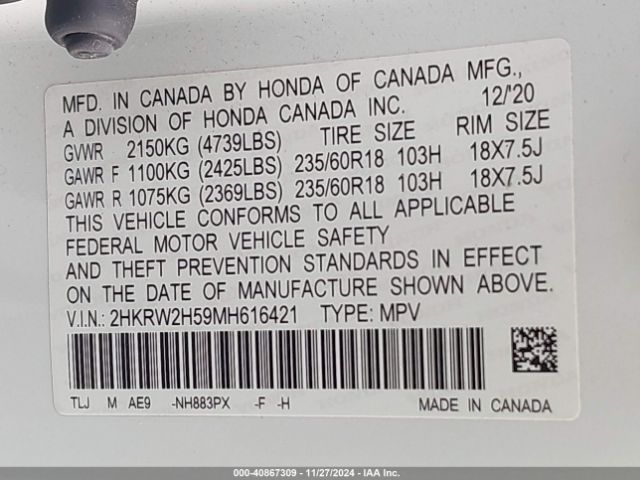 MFD. IN CANADA BY HONDA OF CANADA MFG.,
A DIVISION OF HONDA CANADA INC. 12/'20
GVWR 2150KG (4739LBS) TIRE SIZE RIM SIZE
GAWR F 1100KG (2425LBS) 235/60R18 103H 18X7.5J
GAWR R 1075KG (2369LBS) 235/60R18 103H 18X7.5J
THIS VEHICLE CONFORMS TO ALL APPLICABLE
FEDERAL MOTOR VEHICLE SAFETY
AND THEFT PREVENTION STANDARDS IN EFFECT
ON THE DATE OF MANUFACTURE SHOWN ABOVE.
V.I.N.: 2HKRW2H59MH616421 TYPE: MPV
TLJ M AE9 -NH883PX -F -H MADE IN CANADA
000-40867309 - 11/27/2024 - IAA Inc.